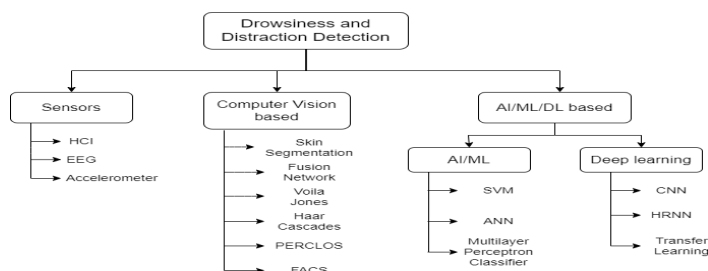 Drowsiness and
Distraction Detection
Sensors
HCI
EEG
Accelerometer
Computer Vision
based
Skin
Segmentation
Fusion
Network
Voila
Jones
Haar
Cascades
PERCLOS
FACS
AI/ML/DL based
AI/ML
SVM
ANN
Multilayer
Perceptron
Classifier
Deep learning
CNN
HRNN
Transfer
Learning